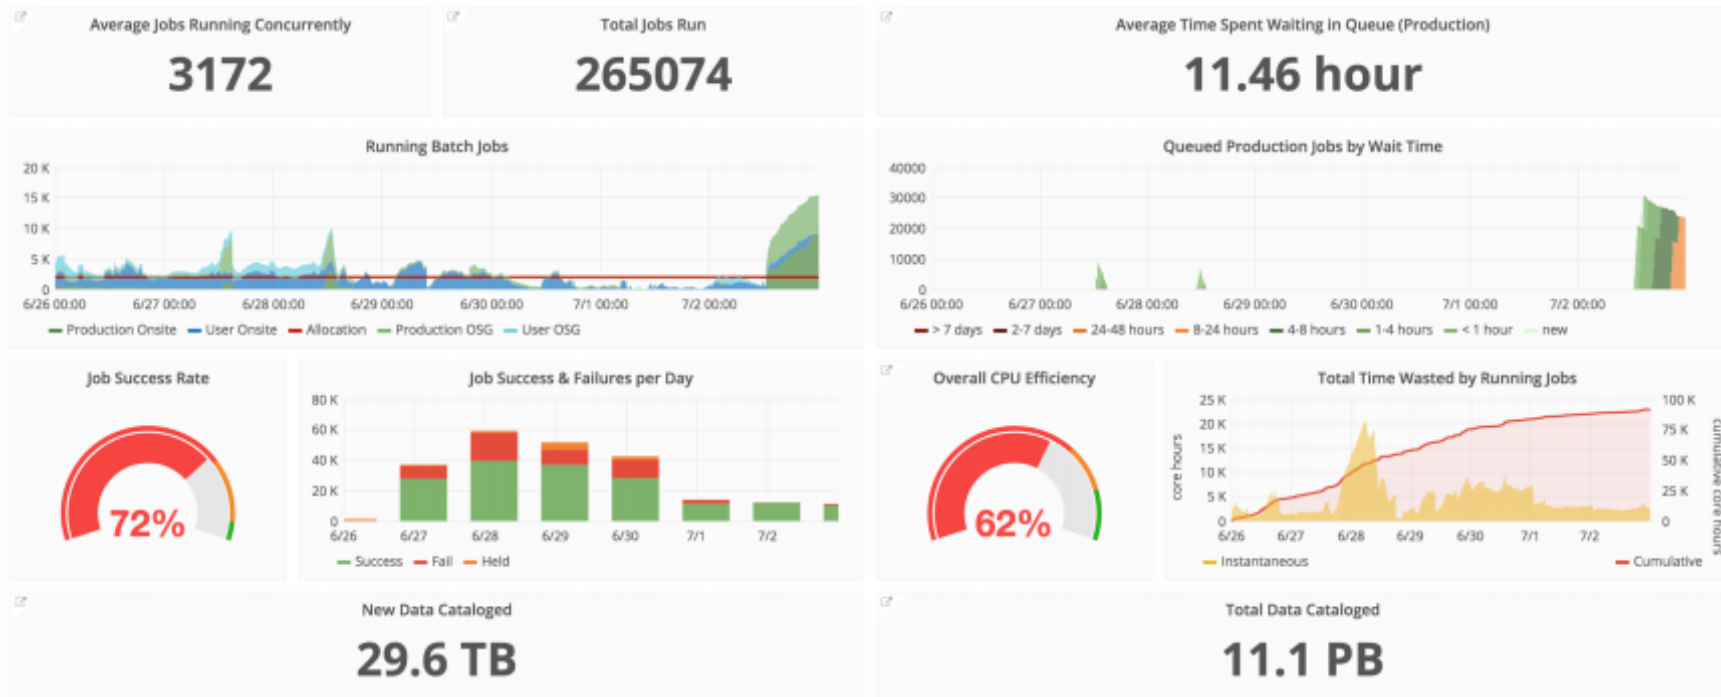 Average Jobs Running Concurrently
3172
Total Jobs Run
265074
Average Time Spent Waiting in Queue (Production)
11.46 hour
Running Batch Jobs
20 K
15 K
10 K
5 K
0
6/26 00:00 6/27 00:00 6/28 00:00 6/29 00:00 6/30 00:00 7/1 00:00 7/2 00:00
Production Onsite User Onsite Allocation Production OSG User OSG
Queued Production Jobs by Wait Time
40000
30000
20000
10000
0
6/26 00:00 6/27 00:00 6/28 00:00 6/29 00:00 6/30 00:00 7/1 00:00 7/2 00:00
> 7 days 2-7 days 24-48 hours 8-24 hours 4-8 hours 1-4 hours < 1 hour new
Job Success Rate
72%
Job Success & Failures per Day
80 K
60 K
40 K
20 K
0
6/26 6/27 6/28 6/29 6/30 7/1 7/2
Success Fail Held
Overall CPU Efficiency
62%
Total Time Wasted by Running Jobs
core hours
25 K
20 K
15 K
10 K
5 K
0
100 K
75 K
50 K
25 K
0
cumulative core hours
6/26 6/27 6/28 6/29 6/30 7/1 7/2
Instantaneous Cumulative
New Data Cataloged
29.6 TB
Total Data Cataloged
11.1 PB